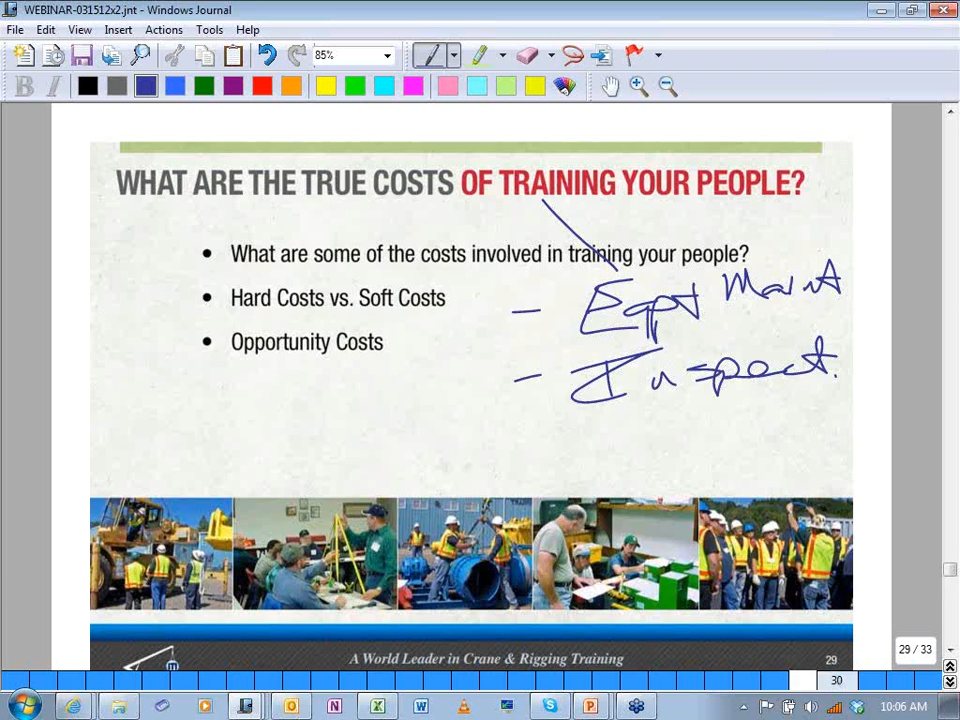 WEBINAR-031512x2.jnt - Windows Journal
File Edit View Insert Actions Tools Help
85%
B I
WHAT ARE THE TRUE COSTS OF TRAINING YOUR PEOPLE?
• What are some of the costs involved in training your people?
• Hard Costs vs. Soft Costs
• Opportunity Costs
- Eqpt Maint
- Inspect.
A World Leader in Crane & Rigging Training
29
29 / 33
30
10:06 AM